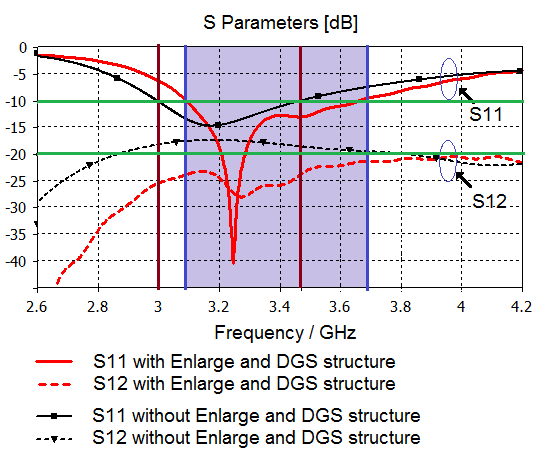 S Parameters [dB]
0
-5
-10
-15
-20
-25
-30
-35
-40
S11
S12
2.6 2.8 3 3.2 3.4 3.6 3.8 4 4.2
Frequency / GHz
S11 with Enlarge and DGS structure
S12 with Enlarge and DGS structure
S11 without Enlarge and DGS structure
S12 without Enlarge and DGS structure